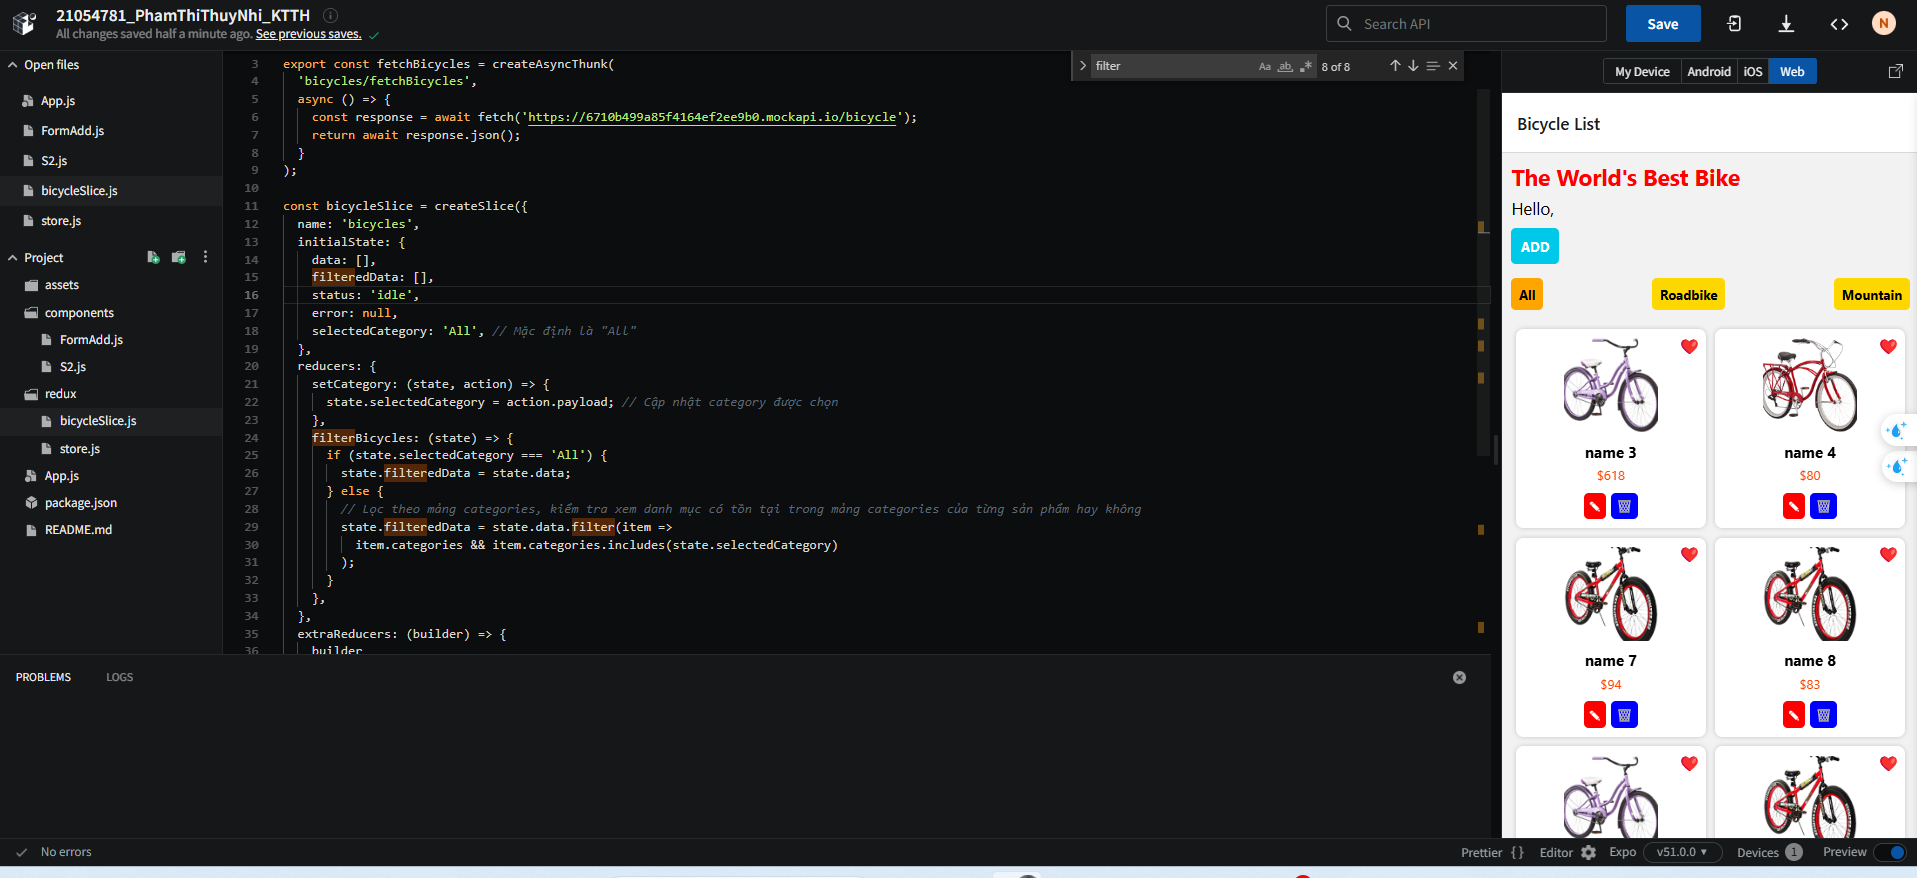 21054781_PhamThiThuyNhi_KTTH
All changes saved half a minute ago. See previous saves.
Search API
Save
N
Open files
App.js
FormAdd.js
S2.js
bicycleSlice.js
store.js
Project
assets
components
FormAdd.js
S2.js
redux
bicycleSlice.js
store.js
App.js
package.json
README.md
filter
Aa
ab
8 of 8
3 export const fetchBicycles = createAsyncThunk(
4 'bicycles/fetchBicycles',
5 async () => {
6 const response = await fetch('https://6710b499a85f4164ef2ee9b0.mockapi.io/bicycle');
7 return await response.json();
8 }
9 );
10
11 const bicycleSlice = createSlice({
12 name: 'bicycles',
13 initialState: {
14 data: [],
15 filteredData: [],
16 status: 'idle',
17 error: null,
18 selectedCategory: 'All', // Mặc định là "All"
19 },
20 reducers: {
21 setCategory: (state, action) => {
22 state.selectedCategory = action.payload; // Cập nhật category được chọn
23 },
24 filterBicycles: (state) => {
25 if (state.selectedCategory === 'All') {
26 state.filteredData = state.data;
27 } else {
28 // Lọc theo mảng categories, kiểm tra xem danh mục có tồn tại trong mảng categories của từng sản phẩm hay không
29 state.filteredData = state.data.filter(item =>
30 item.categories && item.categories.includes(state.selectedCategory)
31 );
32 }
33 },
34 },
35 extraReducers: (builder) => {
36 builder
PROBLEMS
LOGS
My Device
Android
iOS
Web
Bicycle List
The World's Best Bike
Hello,
ADD
All
Roadbike
Mountain
name 3
$618
name 4
$80
name 7
$94
name 8
$83
No errors
Prettier {}
Editor
Expo
v51.0.0
Devices 1
Preview